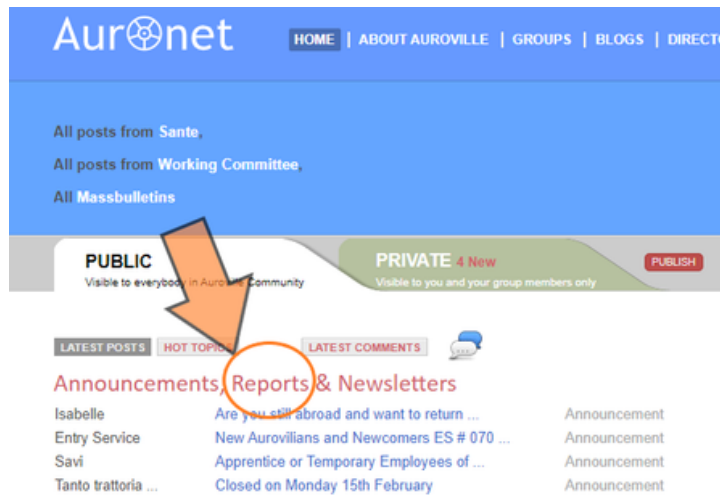 Aur net
HOME | ABOUT AUROVILLE | GROUPS | BLOGS | DIRECTO
All posts from Sante,
All posts from Working Committee,
All Massbulletins
PUBLIC
Visible to everybody in Auroville Community
PRIVATE 4 New
Visible to you and your group members only
PUBLISH
LATEST POSTS HOT TOPICS LATEST COMMENTS
Announcements, Reports & Newsletters
Isabelle Are you still abroad and want to return ... Announcement
Entry Service New Aurovilians and Newcomers ES # 070 ... Announcement
Savi Apprentice or Temporary Employees of ... Announcement
Tanto trattoria ... Closed on Monday 15th February Announcement